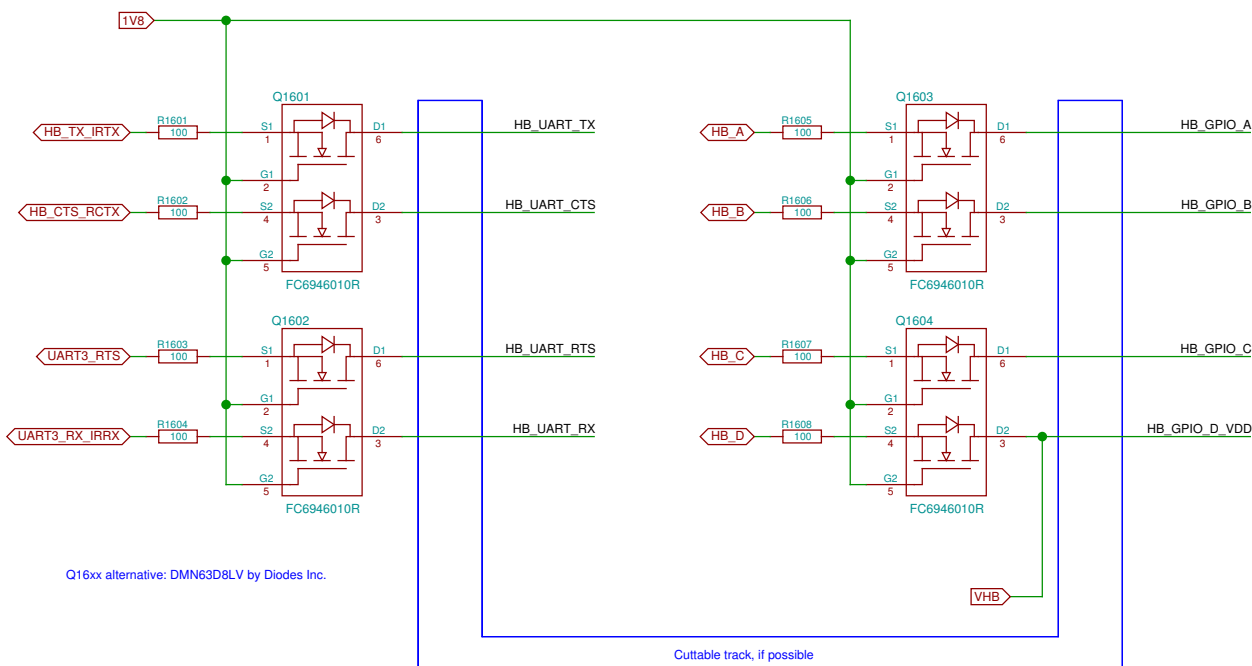 1V8
Q1601
HB_TX_IRTX
R1601
100
S1
1
D1
6
HB_UART_TX
G1
2
HB_CTS_RCTX
R1602
100
S2
4
D2
3
HB_UART_CTS
G2
5
FC6946010R
Q1602
UART3_RTS
R1603
100
S1
1
D1
6
HB_UART_RTS
G1
2
UART3_RX_IRRX
R1604
100
S2
4
D2
3
HB_UART_RX
G2
5
FC6946010R
Q1603
HB_A
R1605
100
S1
1
D1
6
HB_GPIO_A
G1
2
HB_B
R1606
100
S2
4
D2
3
HB_GPIO_B
G2
5
FC6946010R
Q1604
HB_C
R1607
100
S1
1
D1
6
HB_GPIO_C
G1
2
HB_D
R1608
100
S2
4
D2
3
HB_GPIO_D_VDD
G2
5
FC6946010R
Q16xx alternative: DMN63D8LV by Diodes Inc.
VHB
Cuttable track, if possible